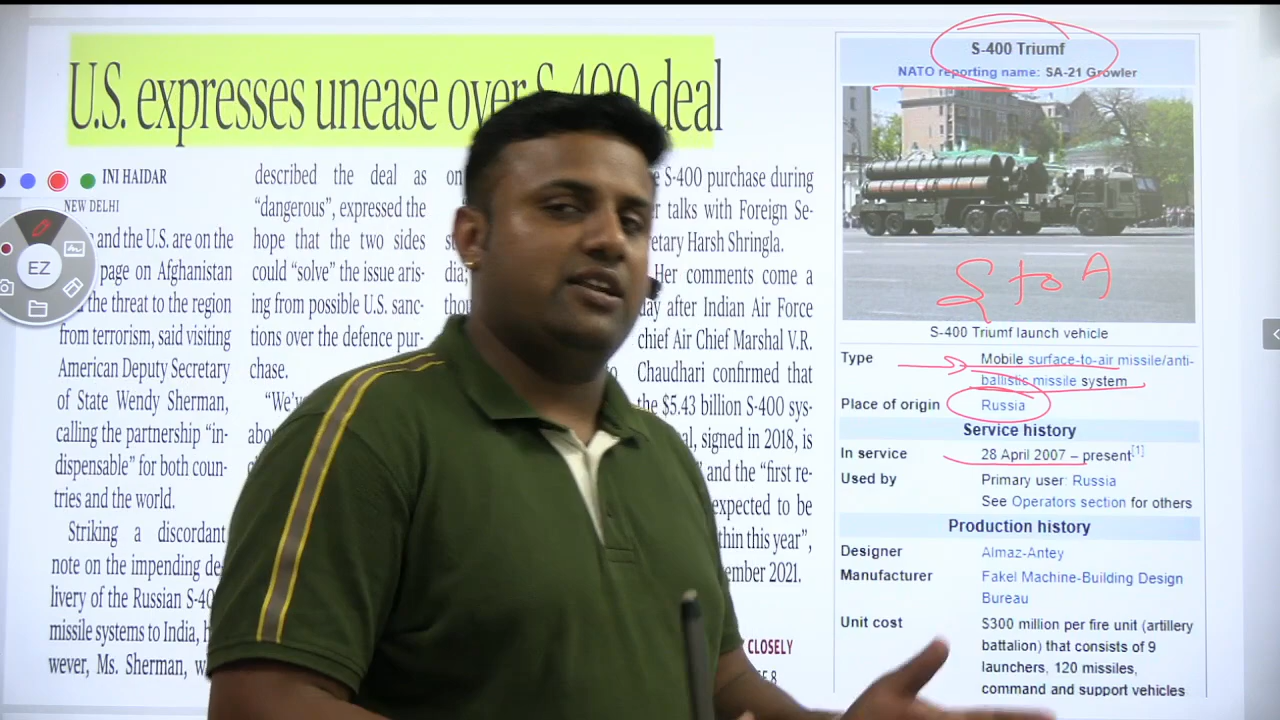 U.S. expresses unease over S-400 deal
INI HAIDAR
NEW DELHI
and the U.S. are on the
page on Afghanistan
the threat to the region
from terrorism, said visiting
American Deputy Secretary
of State Wendy Sherman,
calling the partnership “in-
dispensable” for both coun-
tries and the world.
Striking a discordant
note on the impending de
livery of the Russian S-40
missile systems to India, h
wever, Ms. Sherman, w
described the deal as
“dangerous”, expressed the
hope that the two sides
could “solve” the issue aris-
ing from possible U.S. sanc-
tions over the defence pur-
chase.
“We'v
abou
on
st
dia;
thou
S-400 purchase during
r talks with Foreign Se-
retary Harsh Shringla.
Her comments come a
day after Indian Air Force
chief Air Chief Marshal V.R.
Chaudhari confirmed that
the $5.43 billion S-400 sys-
al, signed in 2018, is
” and the “first re-
expected to be
thin this year”,
ember 2021.
CLOSELY
8
EZ
S-400 Triumf
NATO reporting name: SA-21 Growler
S to A
S-400 Triumf launch vehicle
Type Mobile surface-to-air missile/anti-
ballistic missile system
Place of origin Russia
Service history
In service 28 April 2007 – present[1]
Used by Primary user: Russia
See Operators section for others
Production history
Designer Almaz-Antey
Manufacturer Fakel Machine-Building Design
Bureau
Unit cost $300 million per fire unit (artillery
battalion) that consists of 9
launchers, 120 missiles,
command and support vehicles